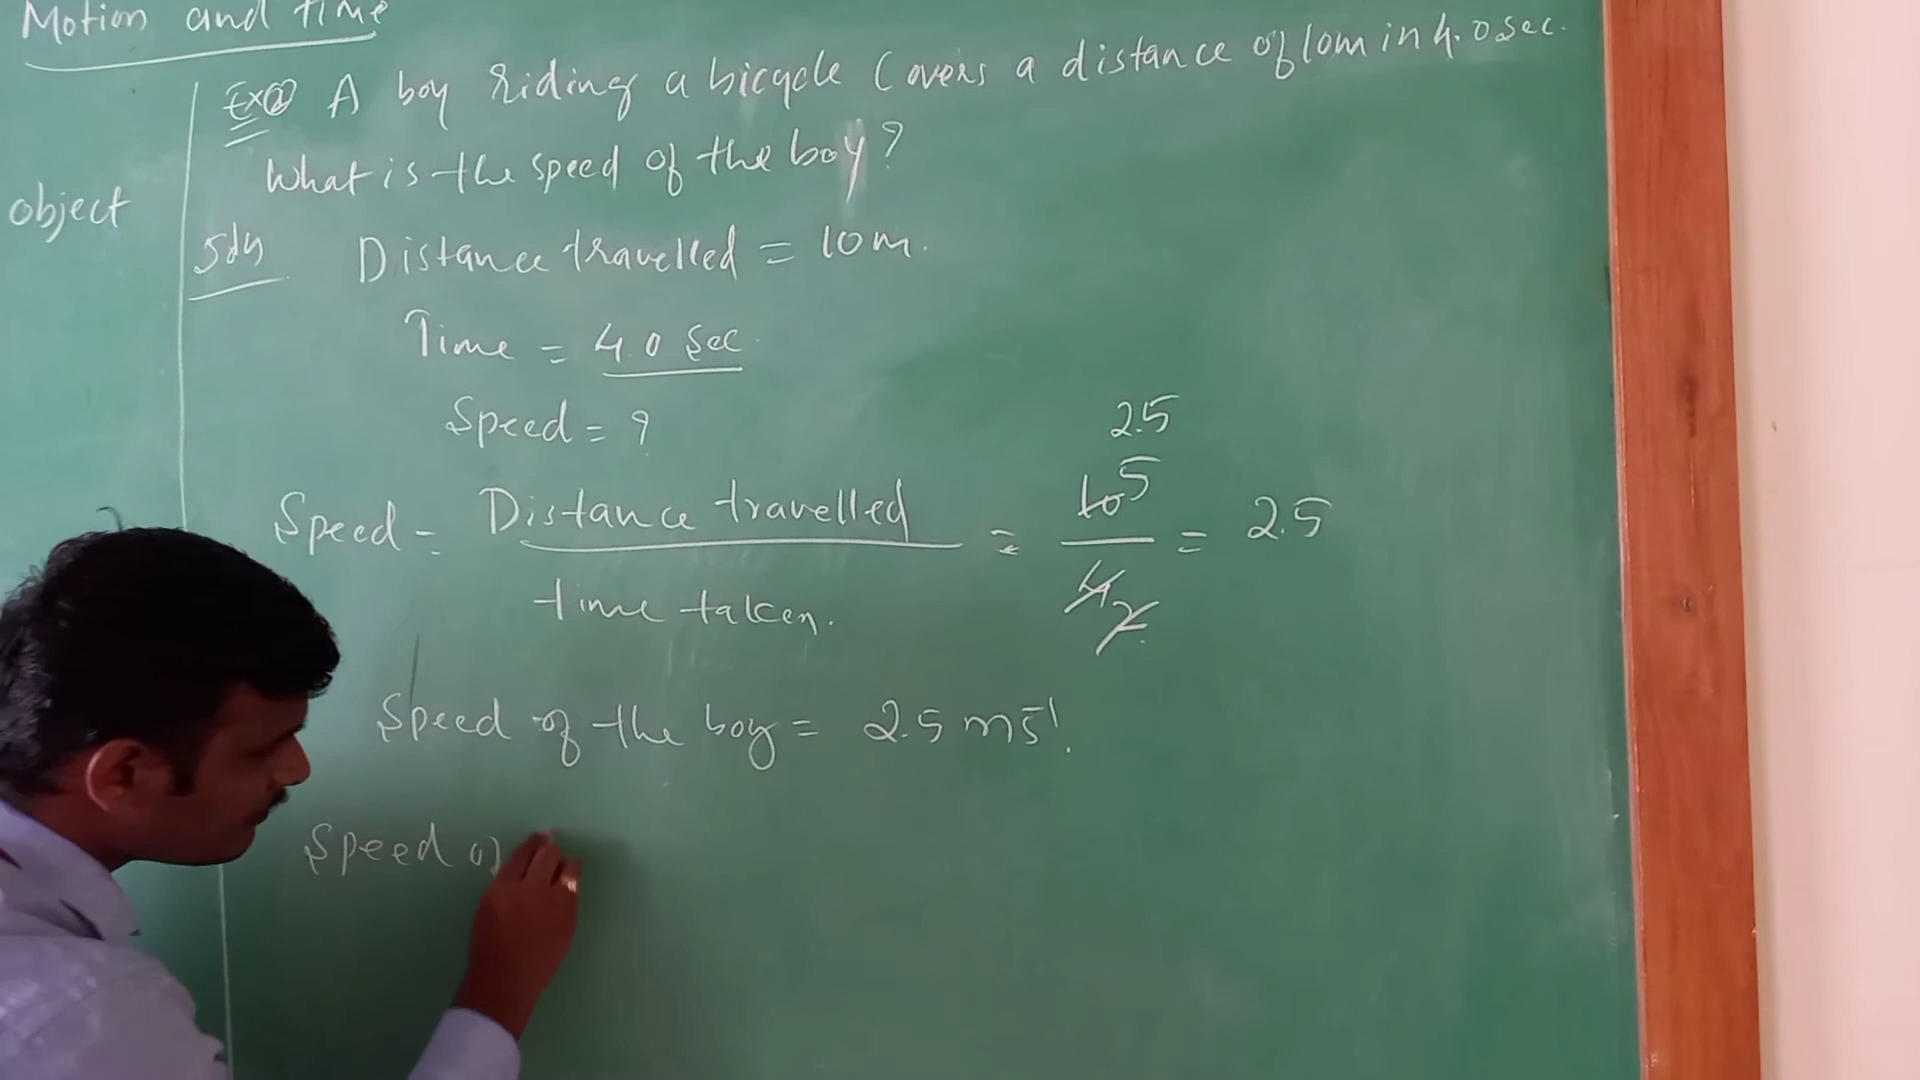 Motion and Time
Ex② A boy riding a bicycle covers a distance of 10m in 4.0 sec.
What is the speed of the boy?
object
Soln
Distance travelled = 10m.
Time = 4.0 Sec
Speed = ?
2.5
Speed = Distance travelled / time taken. = 10 5 / 4 2 = 2.5
Speed of the boy = 2.5 ms⁻¹.
Speed of